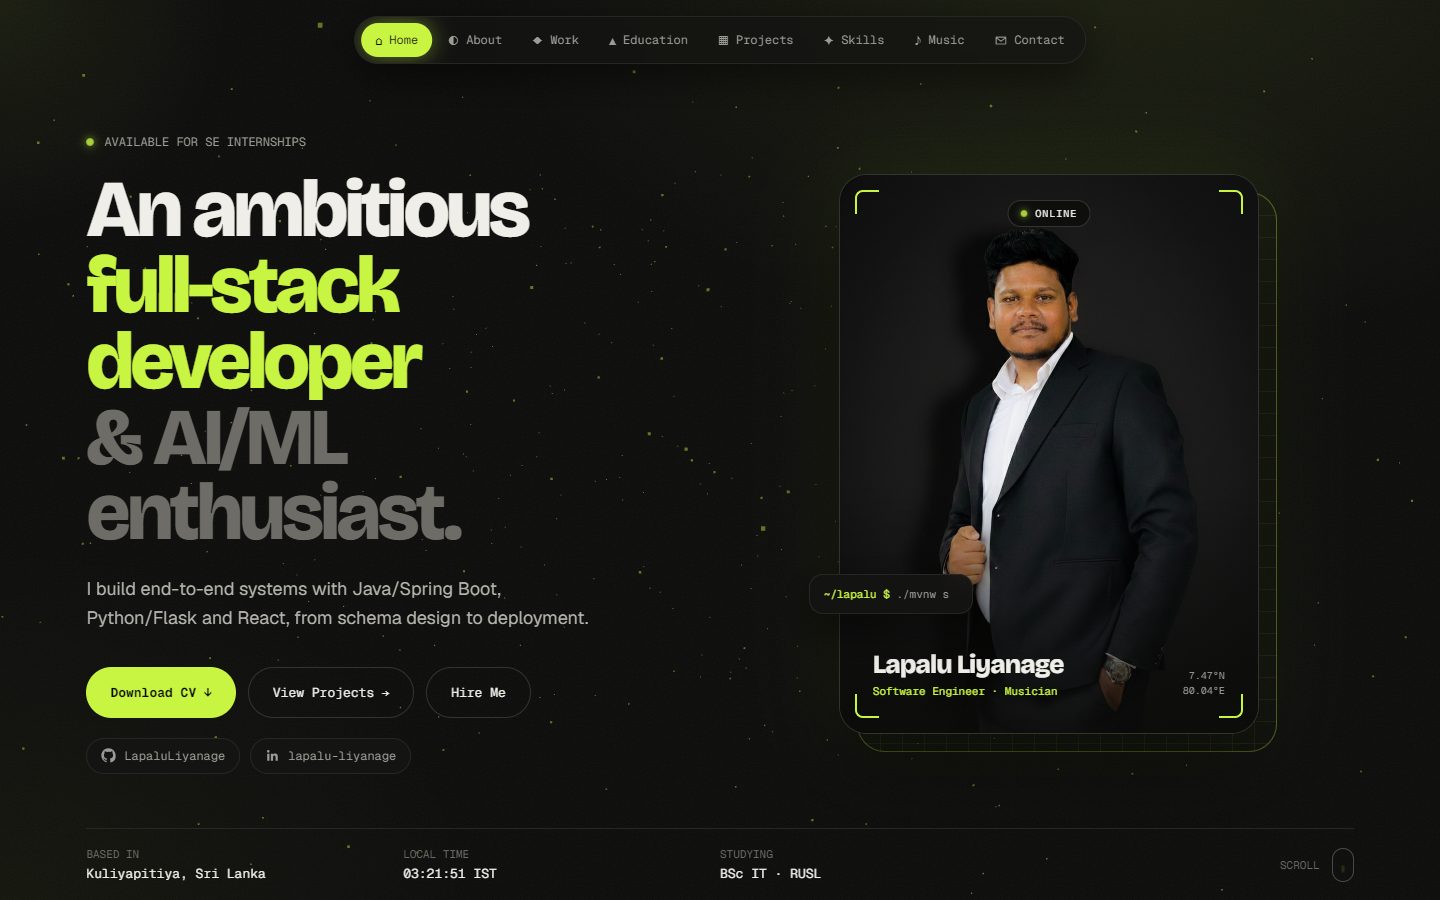 Home
About
Work
Education
Projects
Skills
Music
Contact
AVAILABLE FOR SE INTERNSHIPS
An ambitious
full-stack
developer
& AI/ML
enthusiast.
I build end-to-end systems with Java/Spring Boot,
Python/Flask and React, from schema design to deployment.
Download CV ↓
View Projects →
Hire Me
LapaluLiyanage
in lapalu-liyanage
ONLINE
~/lapalu $ ./mvnw s
Lapalu Liyanage
Software Engineer · Musician
7.47°N
80.04°E
BASED IN
Kuliyapitiya, Sri Lanka
LOCAL TIME
03:21:51 IST
STUDYING
BSc IT · RUSL
SCROLL